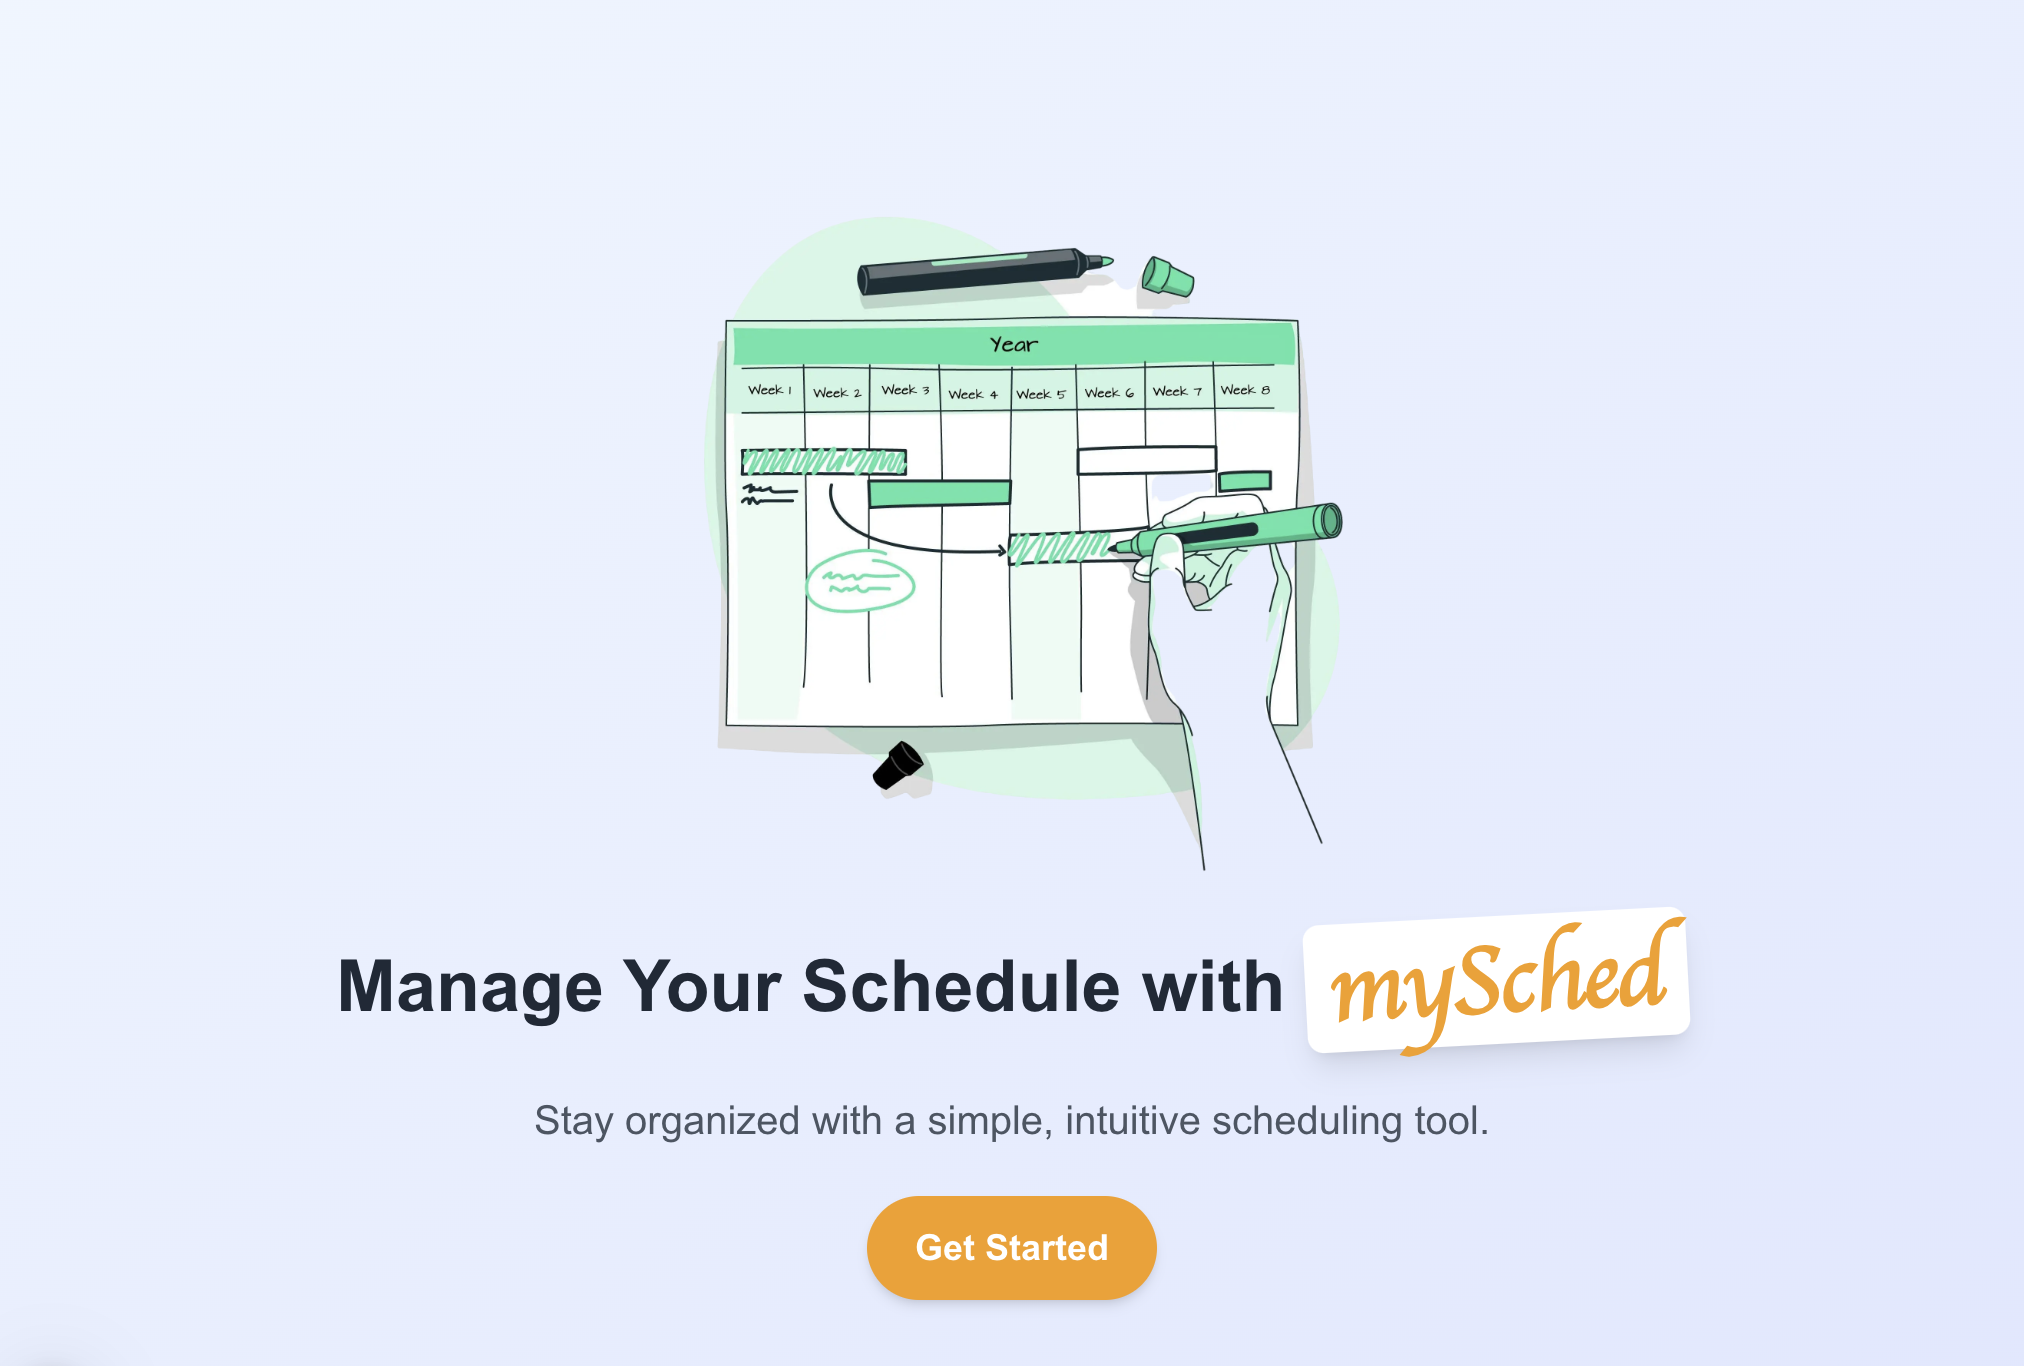 Year
Week 1 Week 2 Week 3 Week 4 Week 5 Week 6 Week 7 Week 8
Manage Your Schedule with mySched
Stay organized with a simple, intuitive scheduling tool.
Get Started